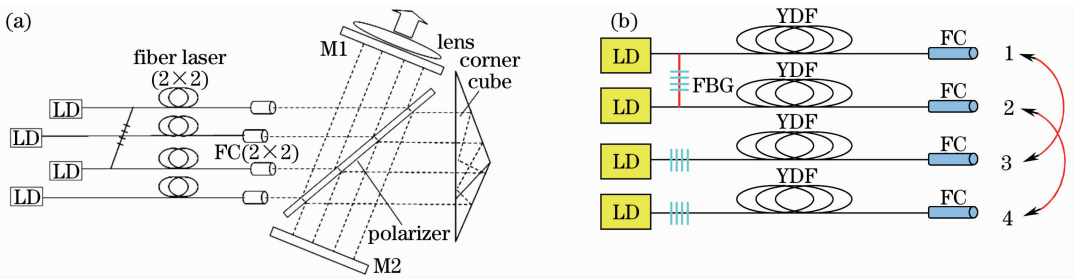 (a)
M1
lens
corner
cube
fiber laser
(2×2)
LD
LD
FC(2×2)
LD
LD
polarizer
M2
(b)
YDF
FC
LD
1
FBG
YDF
FC
LD
2
YDF
FC
LD
3
YDF
FC
LD
4